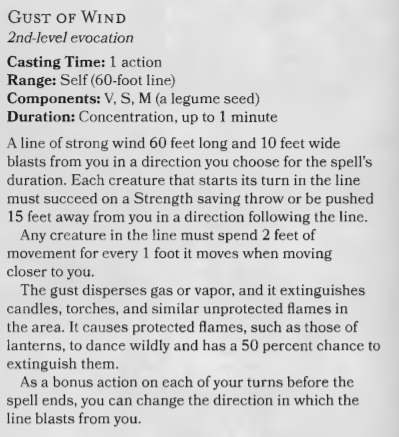 GUST OF WIND
2nd-level evocation
Casting Time: 1 action
Range: Self (60-foot line)
Components: V, S, M (a legume seed)
Duration: Concentration, up to 1 minute
A line of strong wind 60 feet long and 10 feet wide
blasts from you in a direction you choose for the spell's
duration. Each creature that starts its turn in the line
must succeed on a Strength saving throw or be pushed
15 feet away from you in a direction following the line.
Any creature in the line must spend 2 feet of
movement for every 1 foot it moves when moving
closer to you.
The gust disperses gas or vapor, and it extinguishes
candles, torches, and similar unprotected flames in
the area. It causes protected flames, such as those of
lanterns, to dance wildly and has a 50 percent chance to
extinguish them.
As a bonus action on each of your turns before the
spell ends, you can change the direction in which the
line blasts from you.